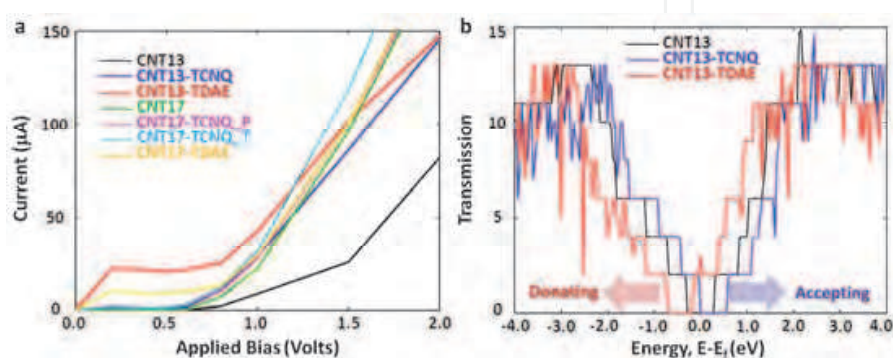 a
150
100
50
0
Current (μA)
CNT13
CNT13-TCNQ
CNT13-TDAE
CNT17
CNT17-TCNQ_P
CNT17-TCNQ_T
CNT17-TDAE
0.0 0.5 1.0 1.5 2.0
Applied Bias (Volts)
b
15
10
5
0
Transmission
CNT13
CNT13-TCNQ
CNT13-TDAE
Donating
Accepting
-4.0 -3.0 -2.0 -1.0 0.0 1.0 2.0 3.0 4.0
Energy, E-Ef (eV)